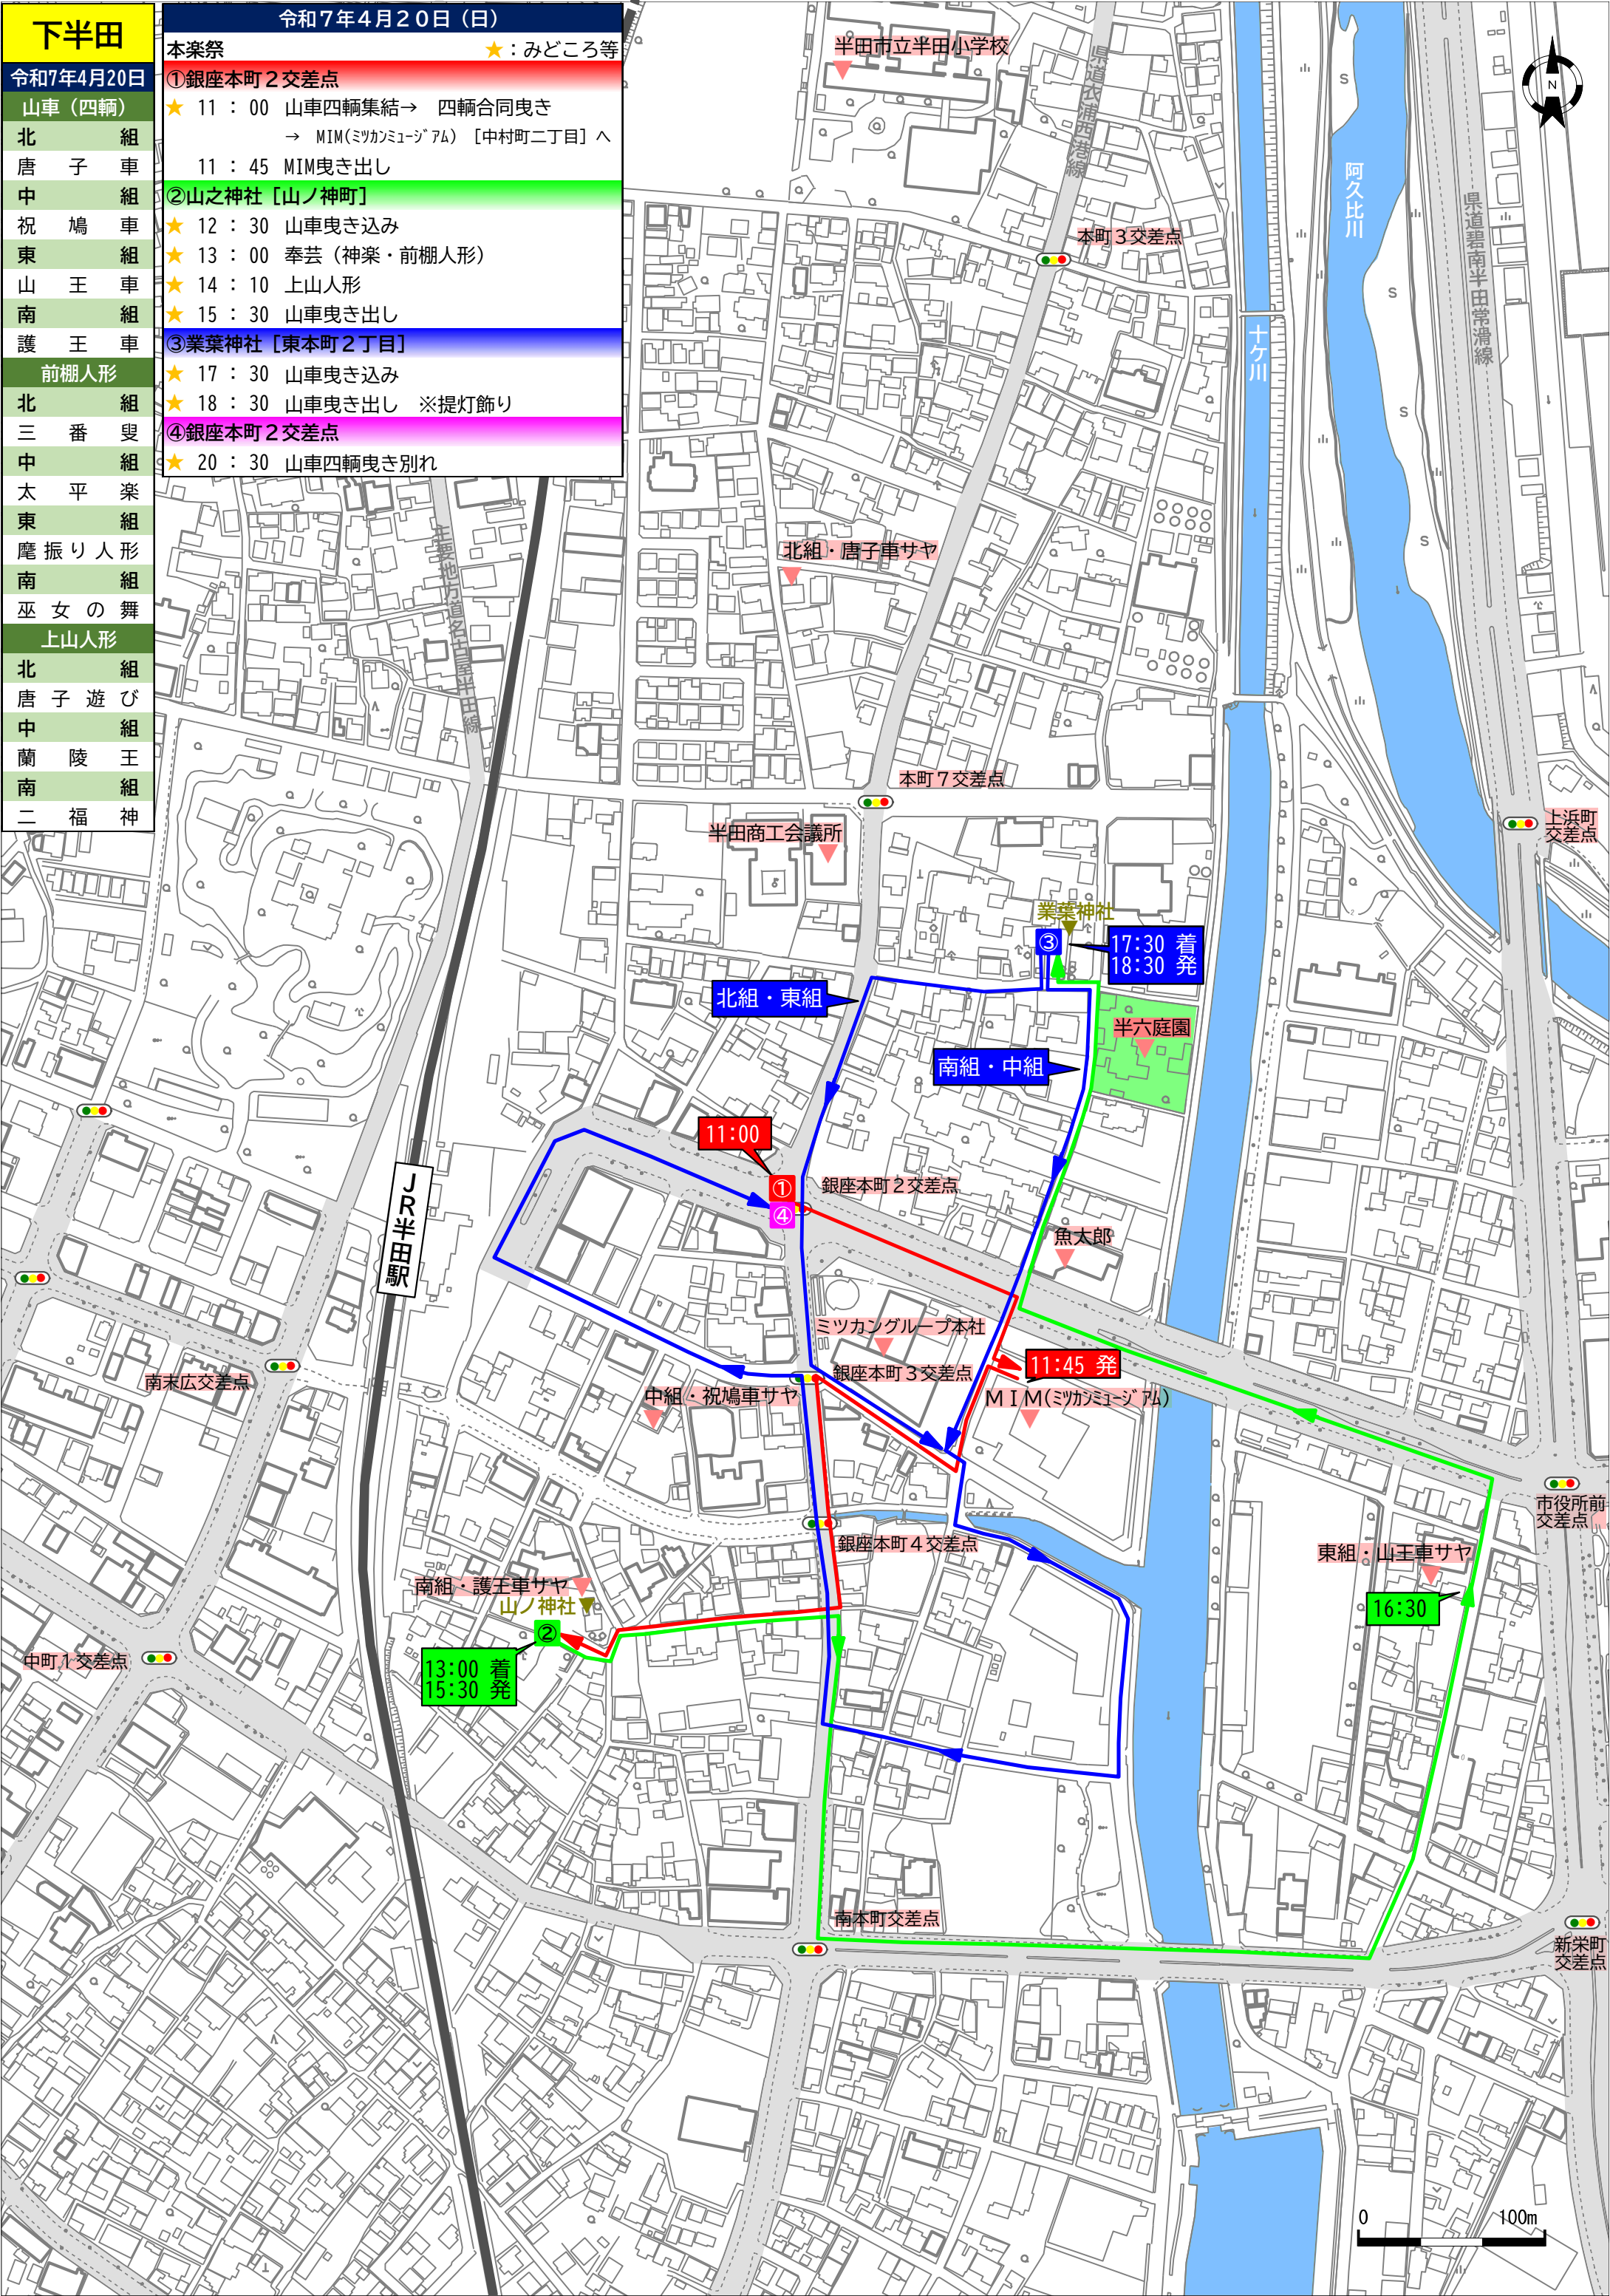 下半田
令和7年4月20日
山車（四輌）
北組
唐子車
中組
祝鳩車
東組
山王車
南組
護王車
前棚人形
北組
三番叟
中組
太平楽
東組
麾振り人形
南組
巫女の舞
上山人形
北組
唐子遊び
中組
蘭陵王
南組
二福神
令和７年４月２０日（日）
本楽祭 ★：みどころ等
①銀座本町２交差点
★ 11 ： 00 山車四輌集結→　四輌合同曳き
→ MIM(ﾐﾂｶﾝﾐｭｰｼﾞｱﾑ) ［中村町二丁目］へ
11 ： 45 MIM曳き出し
②山之神社［山ノ神町］
★ 12 ： 30 山車曳き込み
★ 13 ： 00 奉芸（神楽・前棚人形）
★ 14 ： 10 上山人形
★ 15 ： 30 山車曳き出し
③業葉神社［東本町２丁目］
★ 17 ： 30 山車曳き込み
★ 18 ： 30 山車曳き出し　※提灯飾り
④銀座本町２交差点
★ 20 ： 30 山車四輌曳き別れ
半田市立半田小学校
県道衣浦西港線
N
阿久比川
県道碧南半田常滑線
本町３交差点
十ケ川
主要地方道名古屋半田線
北組・唐子車サヤ
本町７交差点
半田商工会議所
上浜町
交差点
業葉神社
③
17:30 着
18:30 発
北組・東組
半六庭園
南組・中組
11:00
①
④
銀座本町２交差点
ＪＲ半田駅
魚太郎
ミツカングループ本社
11:45 発
銀座本町３交差点
ＭＩＭ(ﾐﾂｶﾝﾐｭｰｼﾞｱﾑ)
南末広交差点
中組・祝鳩車サヤ
市役所前
交差点
銀座本町４交差点
東組・山王車サヤ
南組・護王車サヤ
山ノ神社
②
16:30
13:00 着
15:30 発
中町１交差点
南本町交差点
新栄町
交差点
0 100m